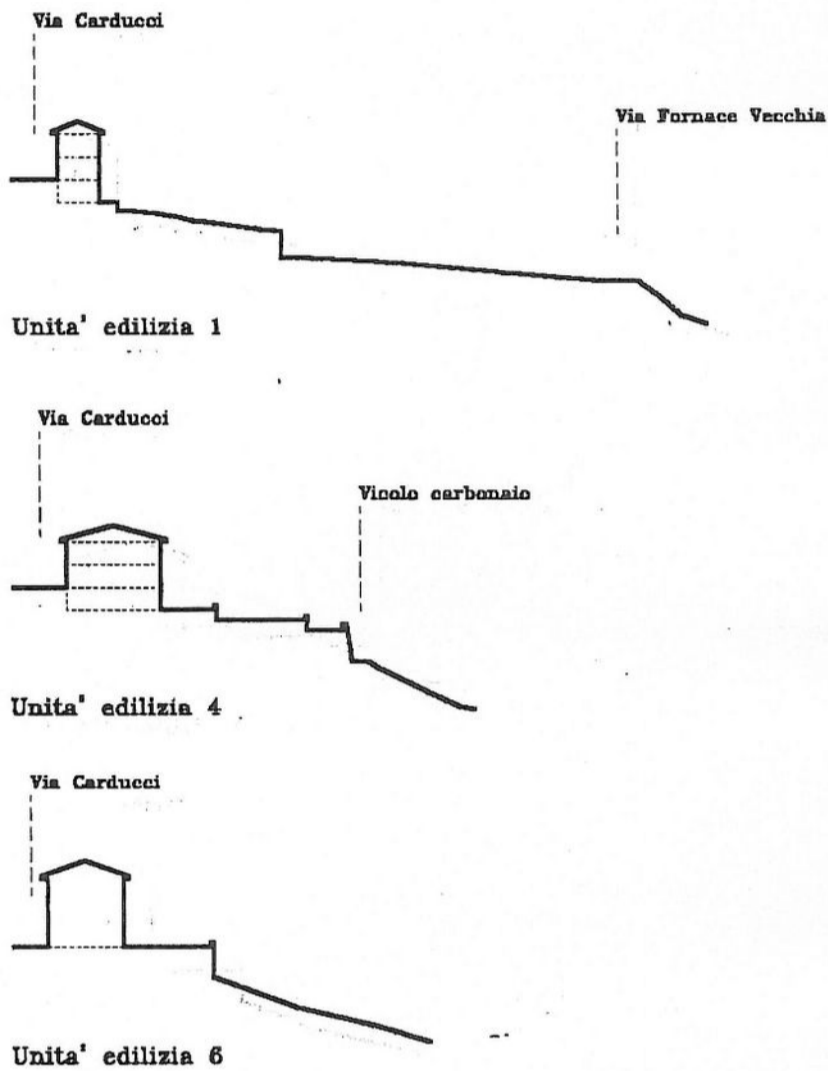 Via Carducci
Via Fornace Vecchia
Unita' edilizia 1
Via Carducci
Vicolo carbonaio
Unita' edilizia 4
Via Carducci
Unita' edilizia 6